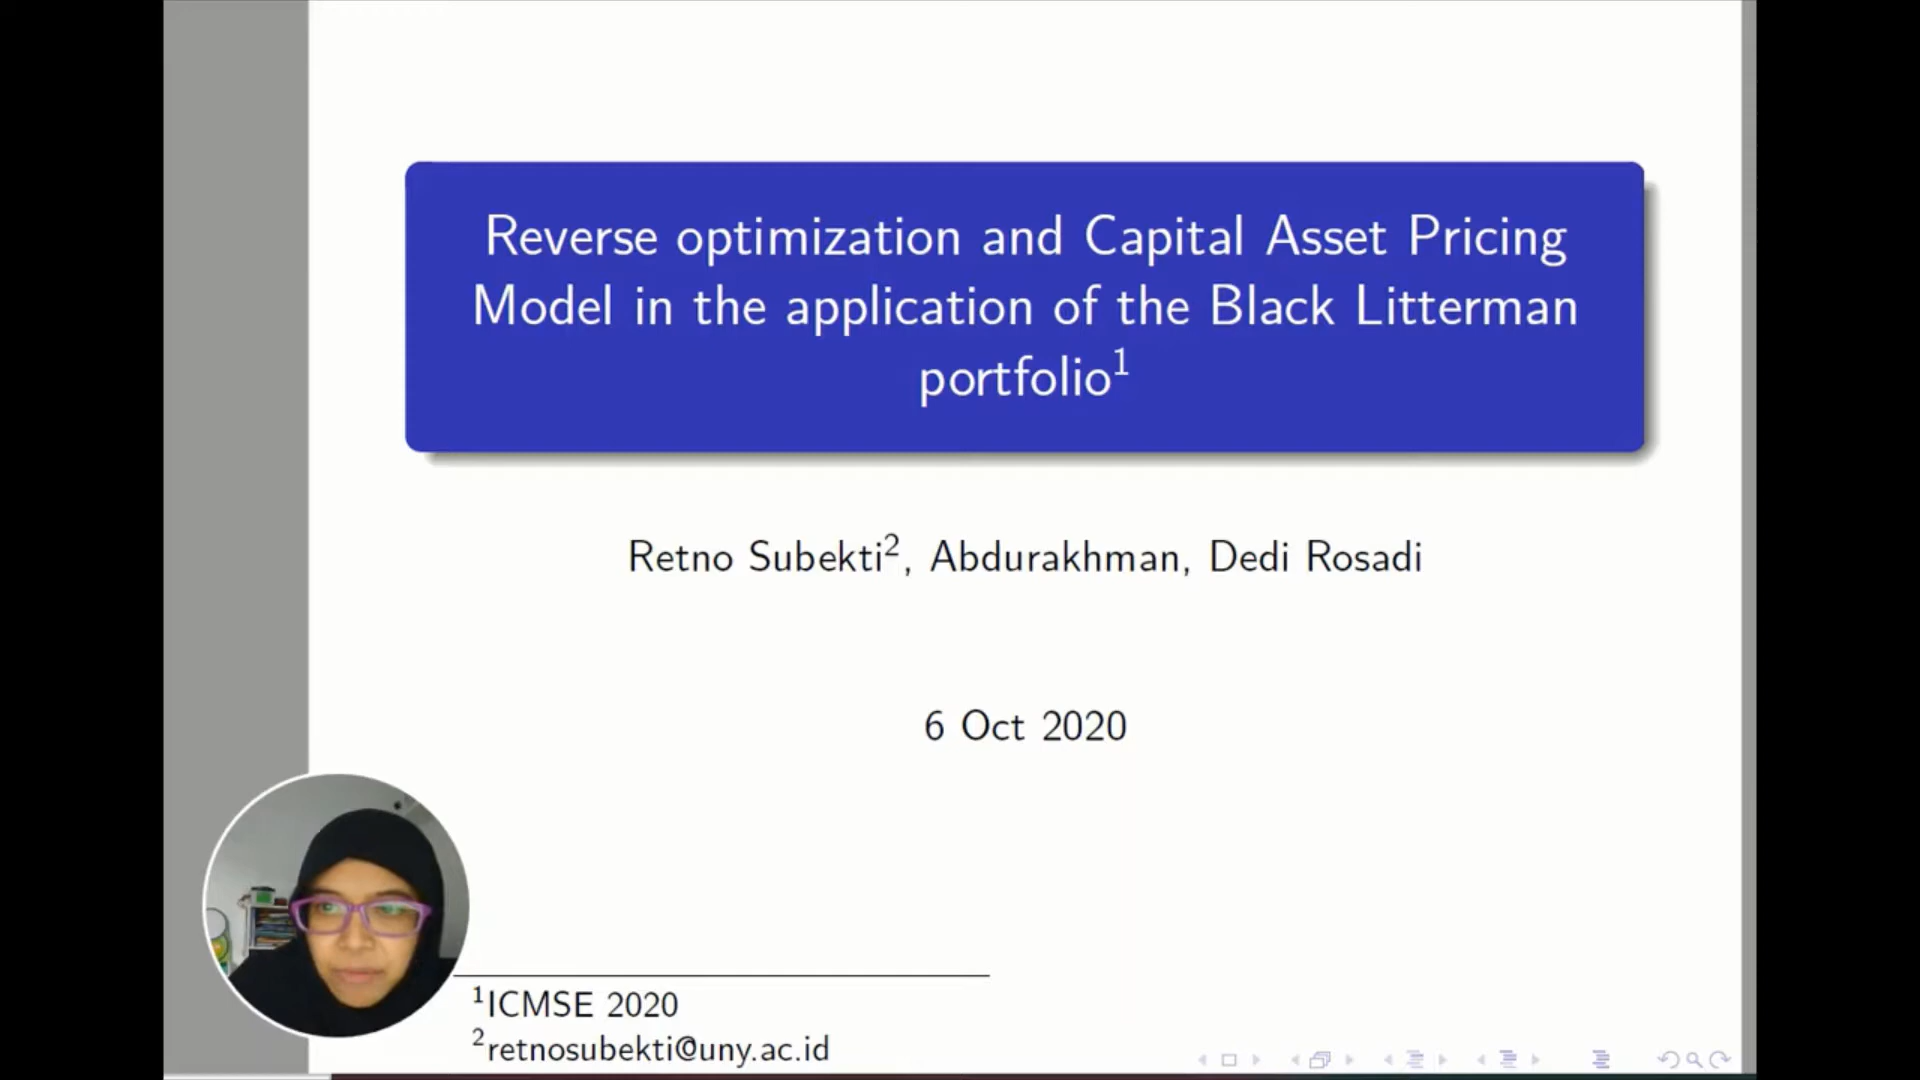 Reverse optimization and Capital Asset Pricing
Model in the application of the Black Litterman
portfolio¹
Retno Subekti², Abdurakhman, Dedi Rosadi
6 Oct 2020
¹ICMSE 2020
²retnosubekti@uny.ac.id